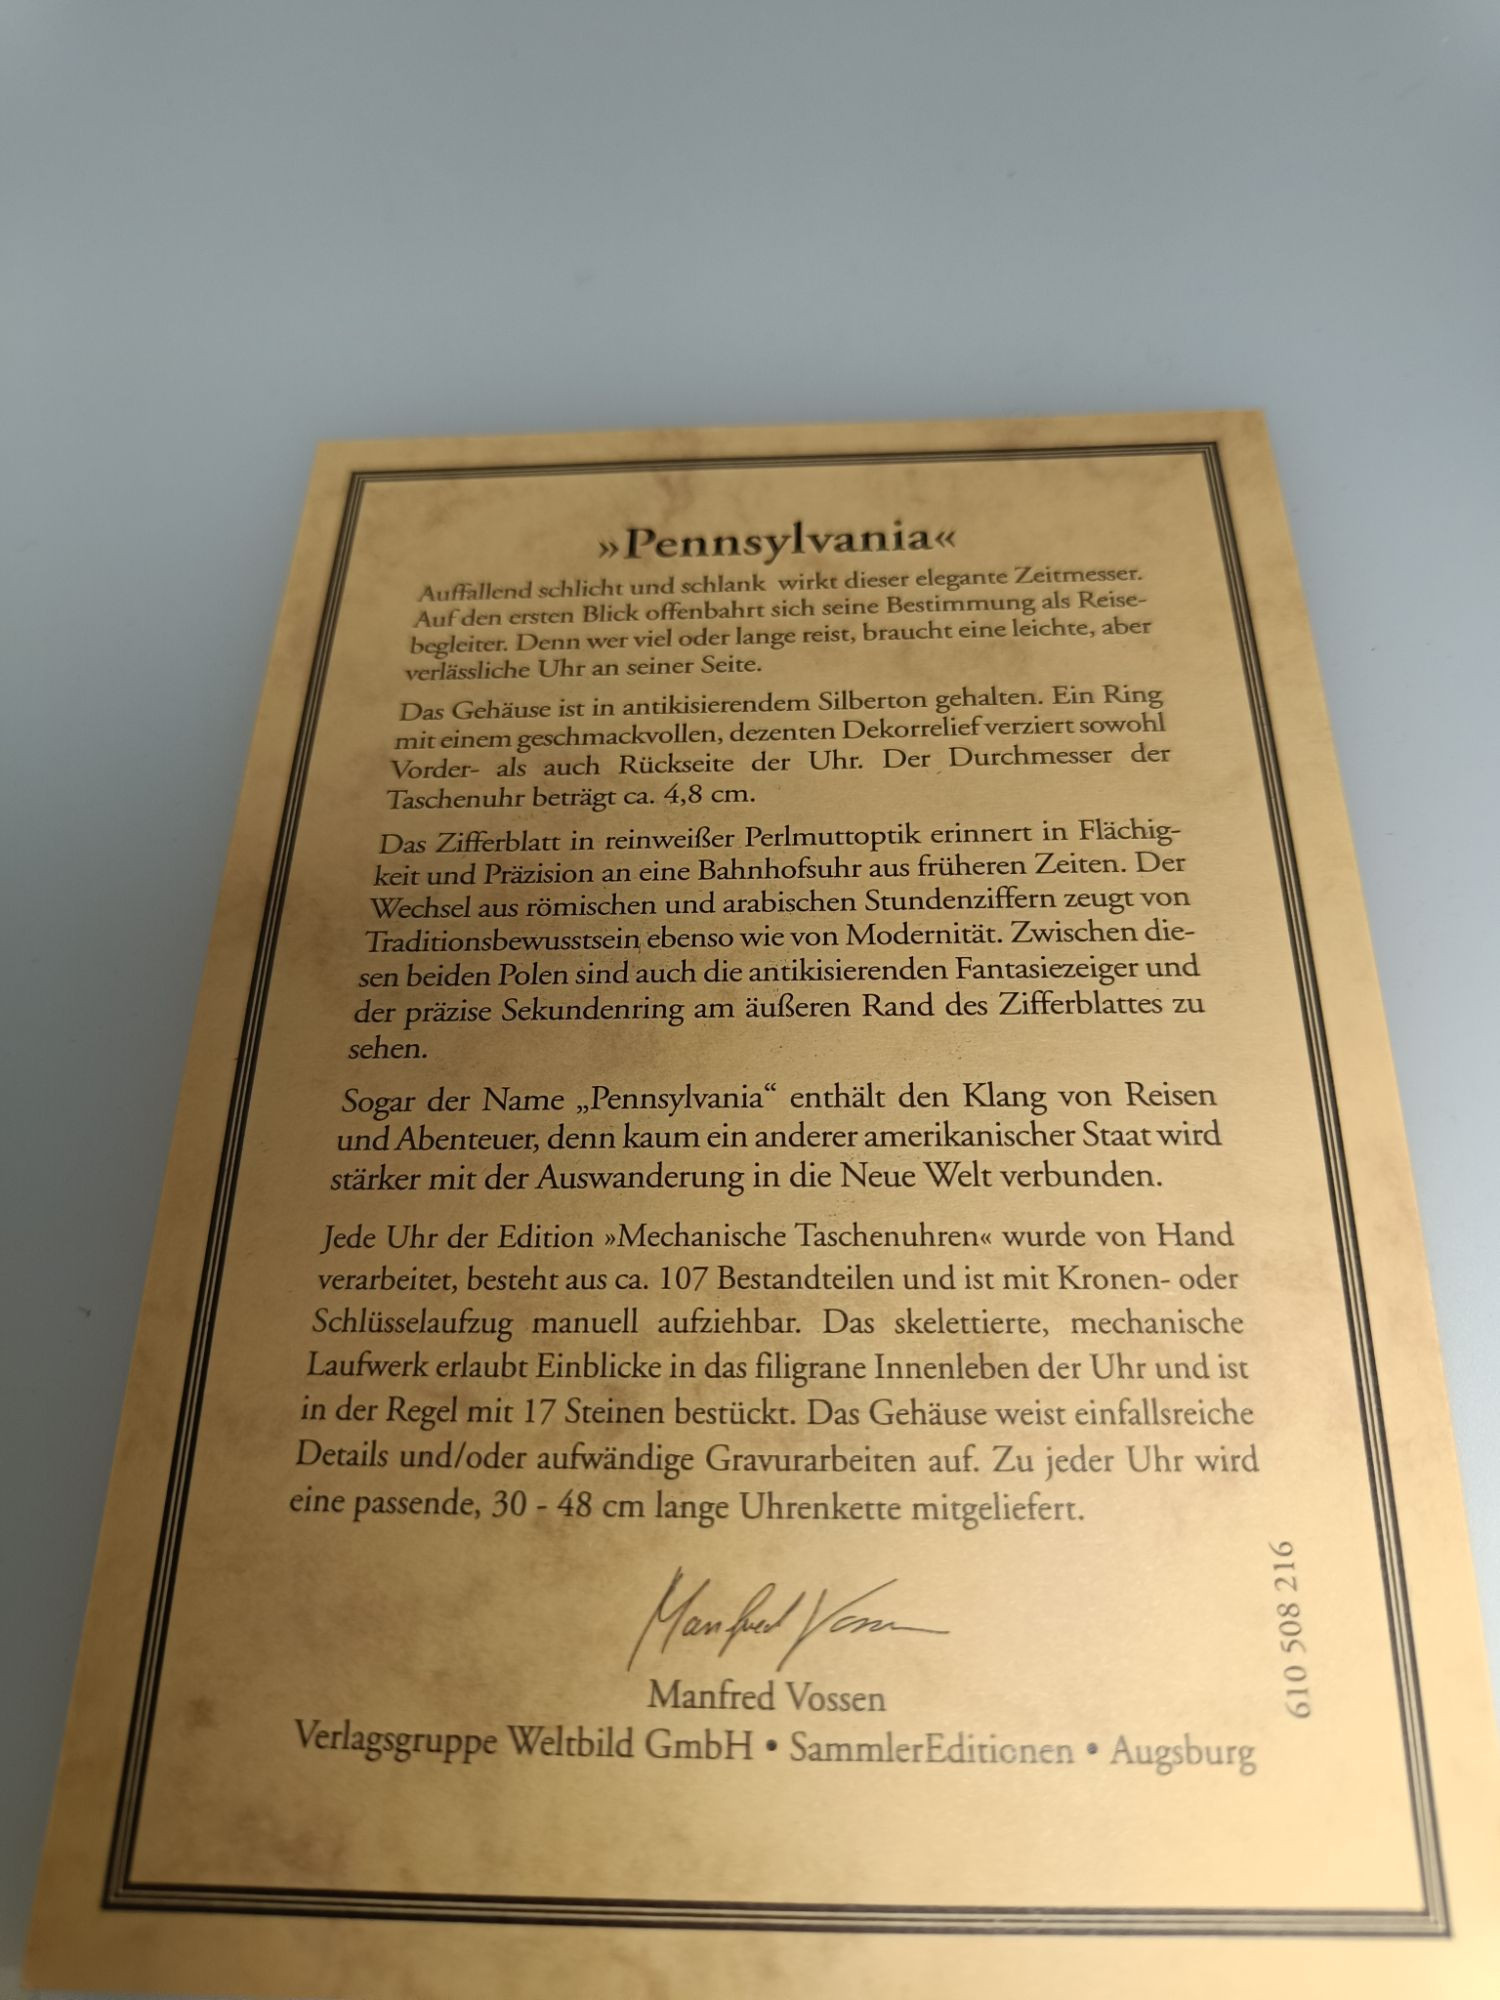 »Pennsylvania«
Auffallend schlicht und schlank wirkt dieser elegante Zeitmesser.
Auf den ersten Blick offenbahrt sich seine Bestimmung als Reise-
begleiter. Denn wer viel oder lange reist, braucht eine leichte, aber
verlässliche Uhr an seiner Seite.
Das Gehäuse ist in antikisierendem Silberton gehalten. Ein Ring
mit einem geschmackvollen, dezenten Dekorrelief verziert sowohl
Vorder- als auch Rückseite der Uhr. Der Durchmesser der
Taschenuhr beträgt ca. 4,8 cm.
Das Zifferblatt in reinweißer Perlmuttoptik erinnert in Flächig-
keit und Präzision an eine Bahnhofsuhr aus früheren Zeiten. Der
Wechsel aus römischen und arabischen Stundenziffern zeugt von
Traditionsbewusstsein ebenso wie von Modernität. Zwischen die-
sen beiden Polen sind auch die antikisierenden Fantasiezeiger und
der präzise Sekundenring am äußeren Rand des Zifferblattes zu
sehen.
Sogar der Name „Pennsylvania“ enthält den Klang von Reisen
und Abenteuer, denn kaum ein anderer amerikanischer Staat wird
stärker mit der Auswanderung in die Neue Welt verbunden.
Jede Uhr der Edition »Mechanische Taschenuhren« wurde von Hand
verarbeitet, besteht aus ca. 107 Bestandteilen und ist mit Kronen- oder
Schlüsselaufzug manuell aufziehbar. Das skelettierte, mechanische
Laufwerk erlaubt Einblicke in das filigrane Innenleben der Uhr und ist
in der Regel mit 17 Steinen bestückt. Das Gehäuse weist einfallsreiche
Details und/oder aufwändige Gravurarbeiten auf. Zu jeder Uhr wird
eine passende, 30 - 48 cm lange Uhrenkette mitgeliefert.
Manfred Vossen
Manfred Vossen
Verlagsgruppe Weltbild GmbH • SammlerEditionen • Augsburg
610 508 216